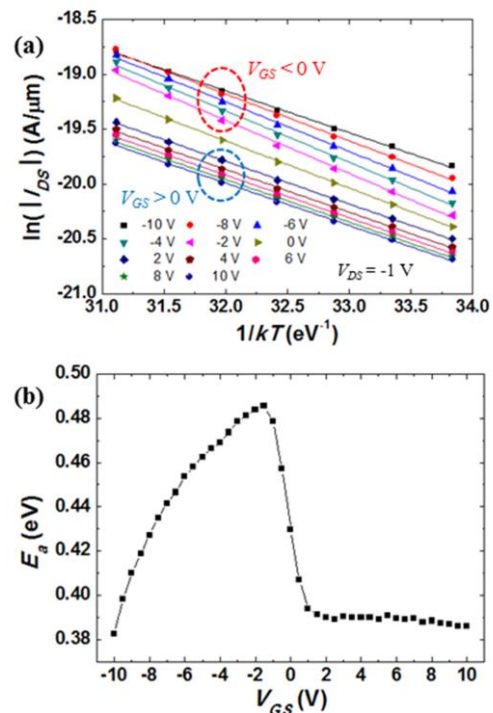 (a)
-18.5
-19.0
-19.5
-20.0
-20.5
-21.0
ln(|I_DS|) (A/μm)
V_GS < 0 V
V_GS > 0 V
-10 V -8 V -6 V
-4 V -2 V 0 V
2 V 4 V 6 V
8 V 10 V
V_DS = -1 V
31.0 31.5 32.0 32.5 33.0 33.5 34.0
1/kT (eV⁻¹)
(b)
0.50
0.48
0.46
0.44
0.42
0.40
0.38
E_a (eV)
-10 -8 -6 -4 -2 0 2 4 6 8 10
V_GS (V)